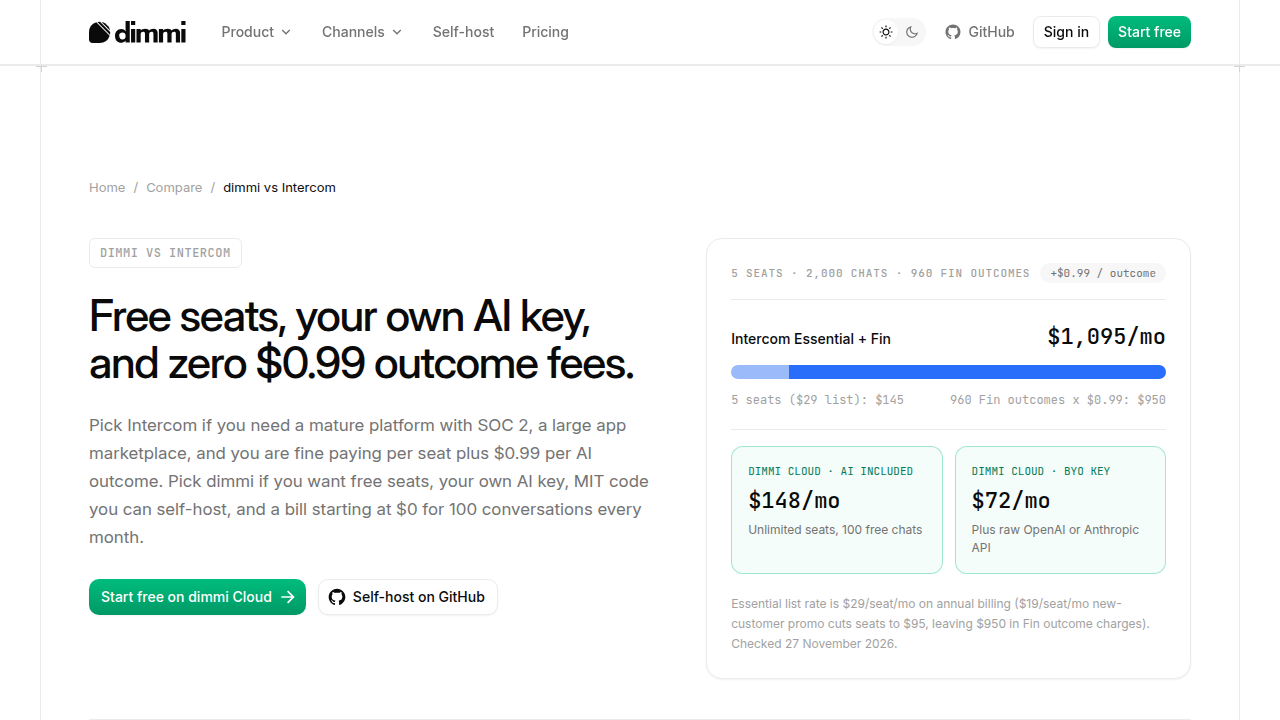 dimmi
Product
Channels
Self-host
Pricing
GitHub
Sign in
Start free
Home / Compare / dimmi vs Intercom
DIMMI VS INTERCOM
Free seats, your own AI key,
and zero $0.99 outcome fees.
Pick Intercom if you need a mature platform with SOC 2, a large app
marketplace, and you are fine paying per seat plus $0.99 per AI
outcome. Pick dimmi if you want free seats, your own AI key, MIT code
you can self-host, and a bill starting at $0 for 100 conversations every
month.
Start free on dimmi Cloud
Self-host on GitHub
5 SEATS · 2,000 CHATS · 960 FIN OUTCOMES
+$0.99 / outcome
Intercom Essential + Fin
$1,095/mo
5 seats ($29 list): $145
960 Fin outcomes x $0.99: $950
DIMMI CLOUD · AI INCLUDED
$148/mo
Unlimited seats, 100 free chats
DIMMI CLOUD · BYO KEY
$72/mo
Plus raw OpenAI or Anthropic
API
Essential list rate is $29/seat/mo on annual billing ($19/seat/mo new-
customer promo cuts seats to $95, leaving $950 in Fin outcome charges).
Checked 27 November 2026.